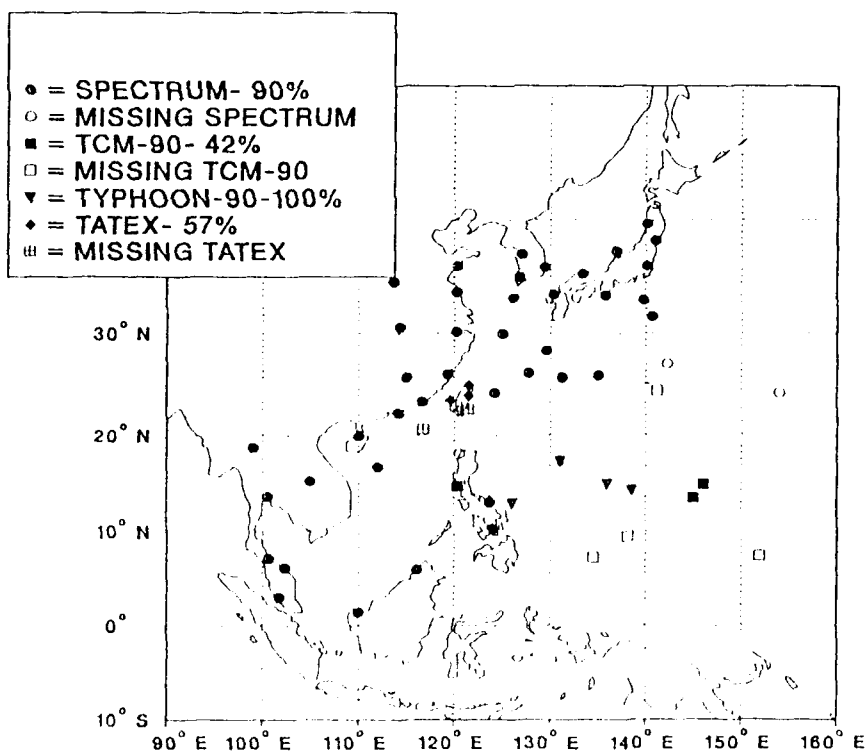 ● = SPECTRUM- 90%
○ = MISSING SPECTRUM
■ = TCM-90- 42%
□ = MISSING TCM-90
▼ = TYPHOON-90-100%
◆ = TATEX- 57%
= MISSING TATEX
30° N
20° N
10° N
0°
10° S
90° E 100° E 110° E 120° E 130° E 140° E 150° E 160° E